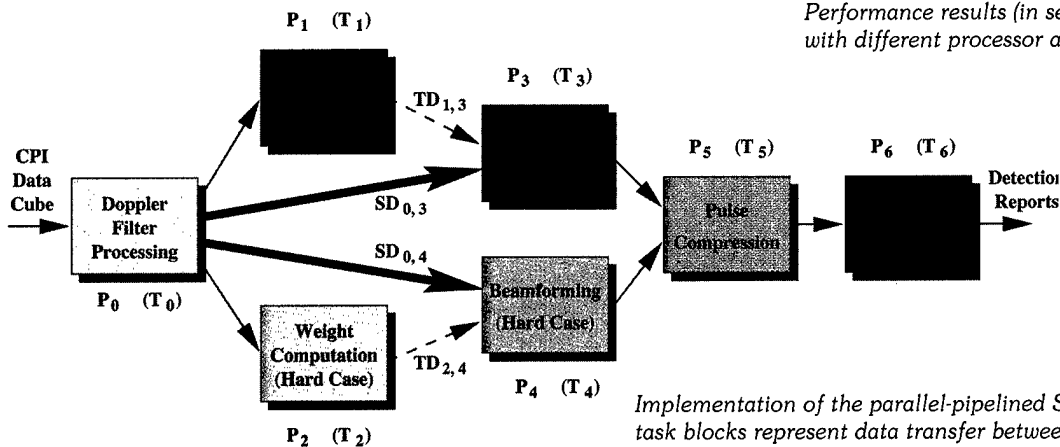 Performance results (in se
with different processor a
P1 (T1)
P3 (T3)
TD1,3
P5 (T5)
P6 (T6)
CPI
Data
Cube
Doppler
Filter
Processing
SD0,3
Pulse
Compression
Detection
Reports
SD0,4
P0 (T0)
Beamforming
(Hard Case)
Weight
Computation
(Hard Case)
TD2,4
P4 (T4)
P2 (T2)
Implementation of the parallel-pipelined S
task blocks represent data transfer between